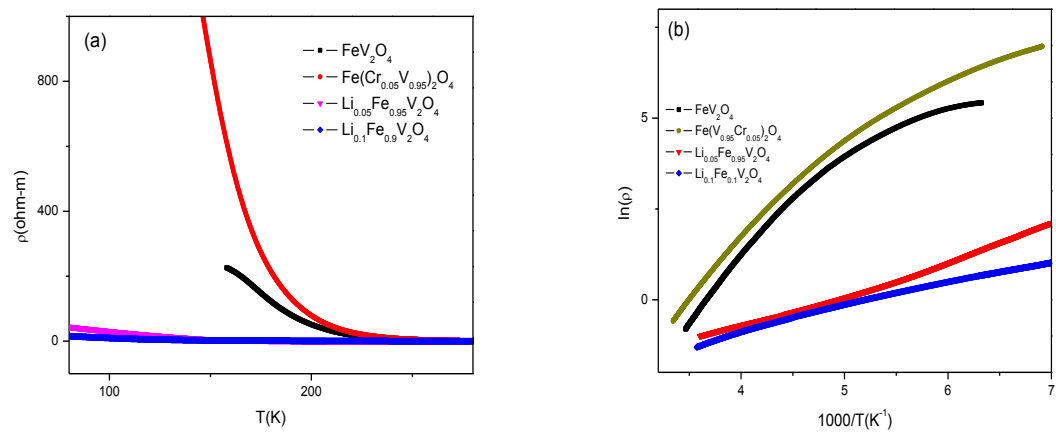 (a)
FeV₂O₄
Fe(Cr₀.₀₅V₀.₉₅)₂O₄
Li₀.₀₅Fe₀.₉₅V₂O₄
Li₀.₁Fe₀.₉V₂O₄
800
400
0
ρ(ohm-m)
100
200
T(K)
(b)
FeV₂O₄
Fe(V₀.₉₅Cr₀.₀₅)₂O₄
Li₀.₀₅Fe₀.₉₅V₂O₄
Li₀.₁Fe₀.₁V₂O₄
5
0
ln(ρ)
4
5
6
7
1000/T(K⁻¹)